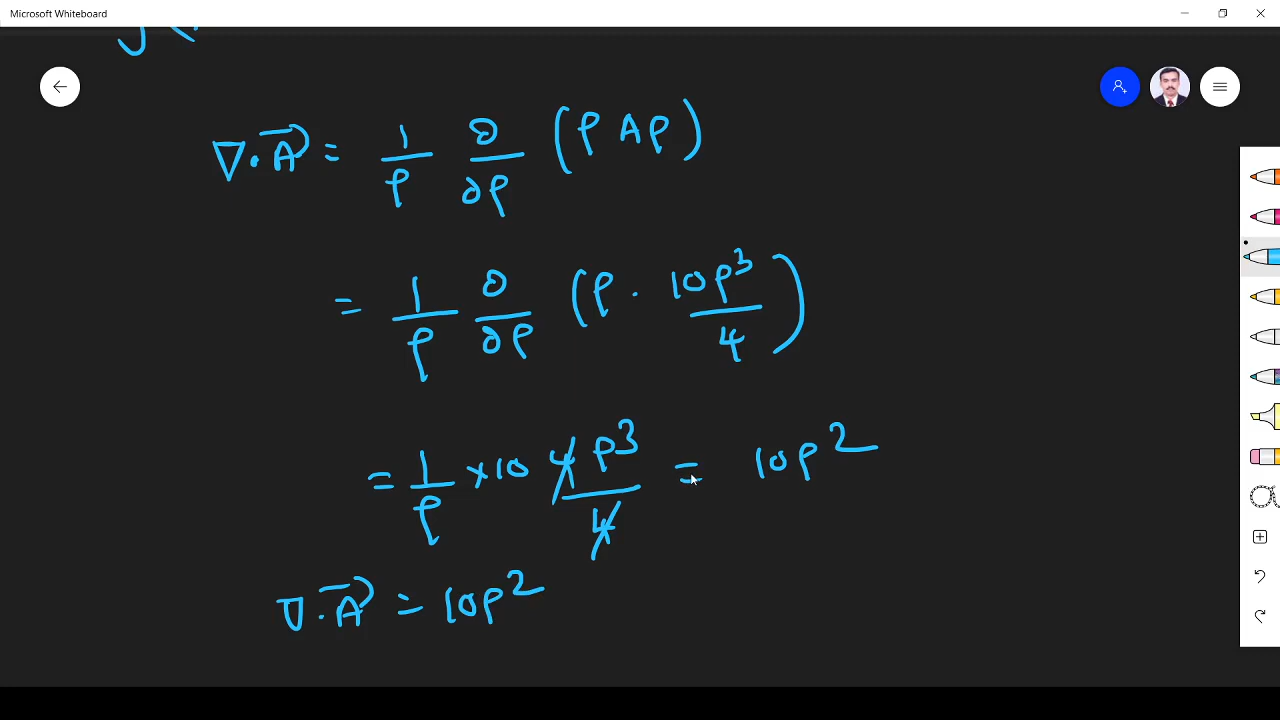 Microsoft Whiteboard
∇·A⃗ = 1/ρ ∂/∂ρ (ρ Aρ)
= 1/ρ ∂/∂ρ (ρ · 10ρ³/4)
= 1/ρ × 10 4ρ³/4 = 10ρ²
∇·A⃗ = 10ρ²